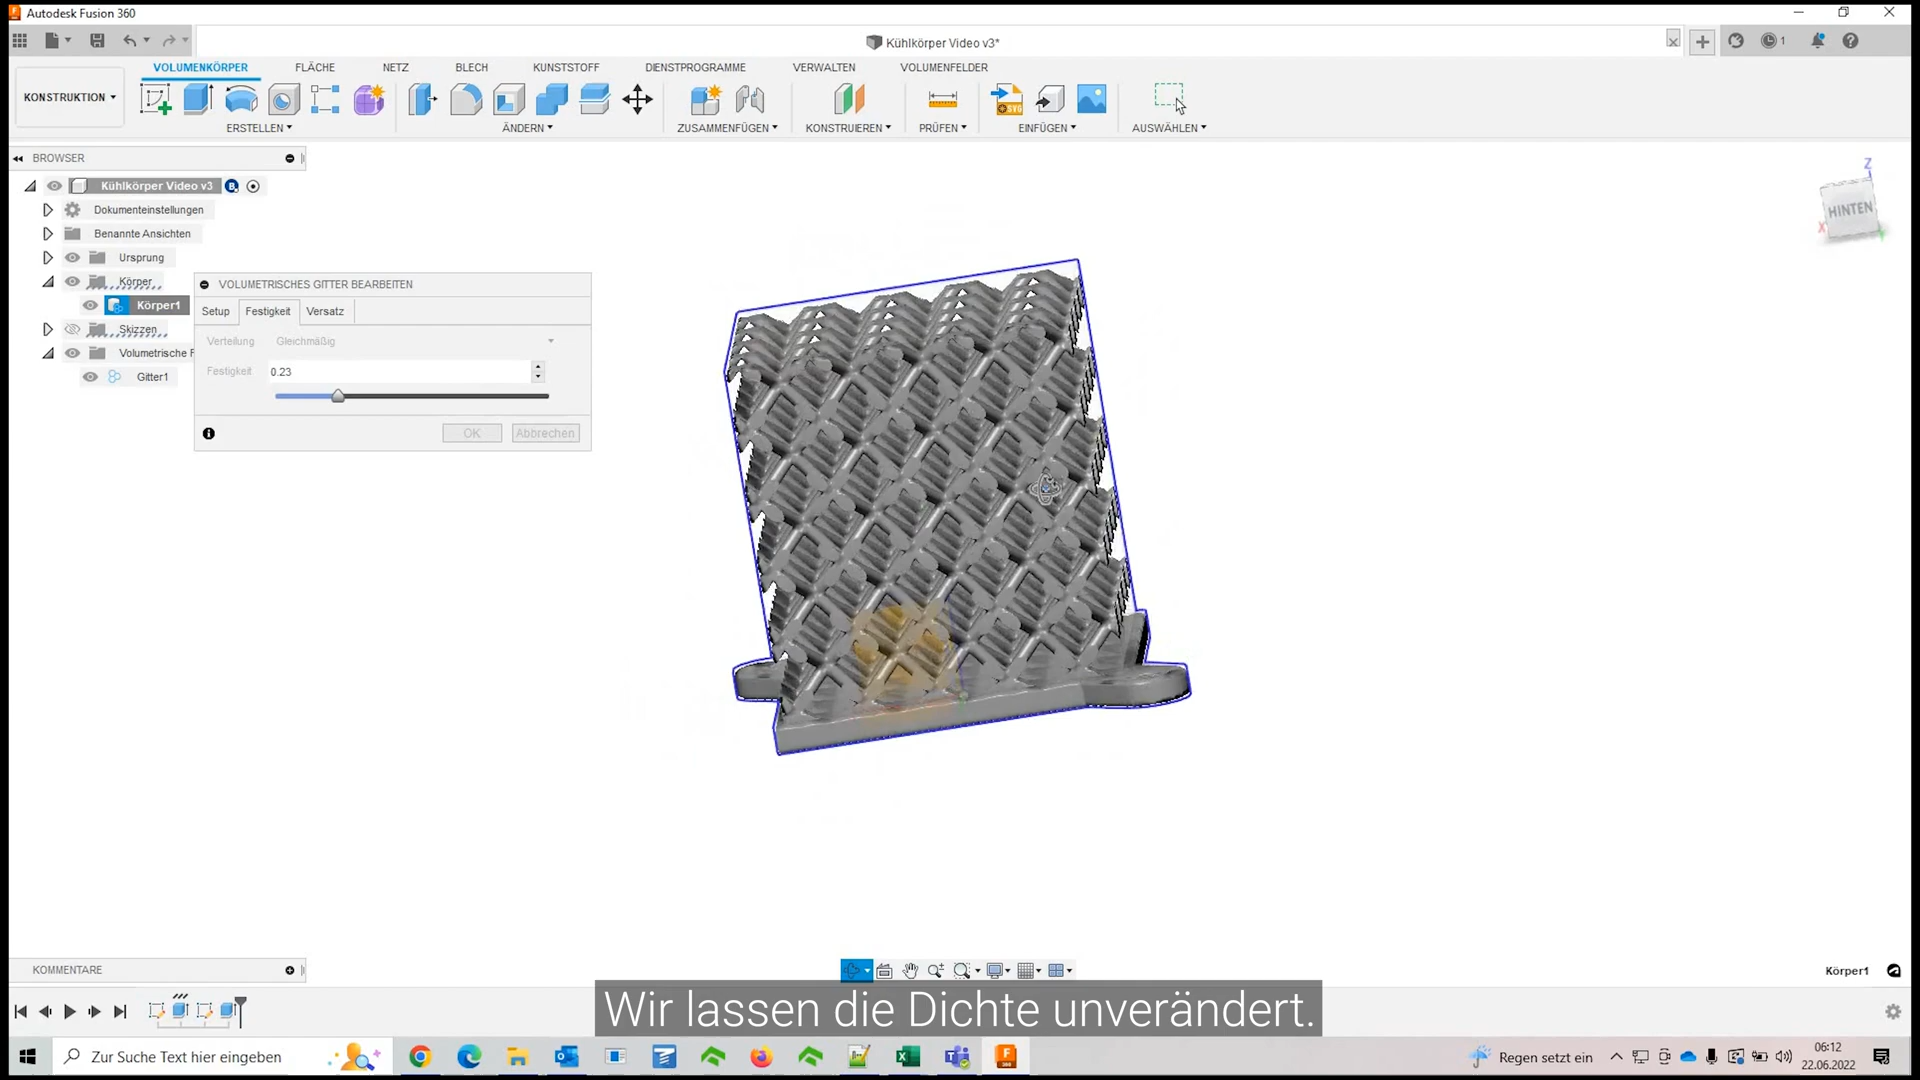 Autodesk Fusion 360
Kühlkörper Video v3*
1
VOLUMENKÖRPER FLÄCHE NETZ BLECH KUNSTSTOFF DIENSTPROGRAMME VERWALTEN VOLUMENFELDER
KONSTRUKTION
SVG
ERSTELLEN ÄNDERN ZUSAMMENFÜGEN KONSTRUIEREN PRÜFEN EINFÜGEN AUSWÄHLEN
BROWSER
Kühlkörper Video v3
Dokumenteinstellungen
Benannte Ansichten
Ursprung
Körper
Körper1
Skizzen
Volumetrische F
Gitter1
VOLUMETRISCHES GITTER BEARBEITEN
Setup Festigkeit Versatz
Verteilung Gleichmäßig
Festigkeit 0.23
OK Abbrechen
Z
HINTEN
X
Y
KOMMENTARE
Körper1
Wir lassen die Dichte unverändert.
Zur Suche Text hier eingeben
Regen setzt ein
06:12
22.06.2022